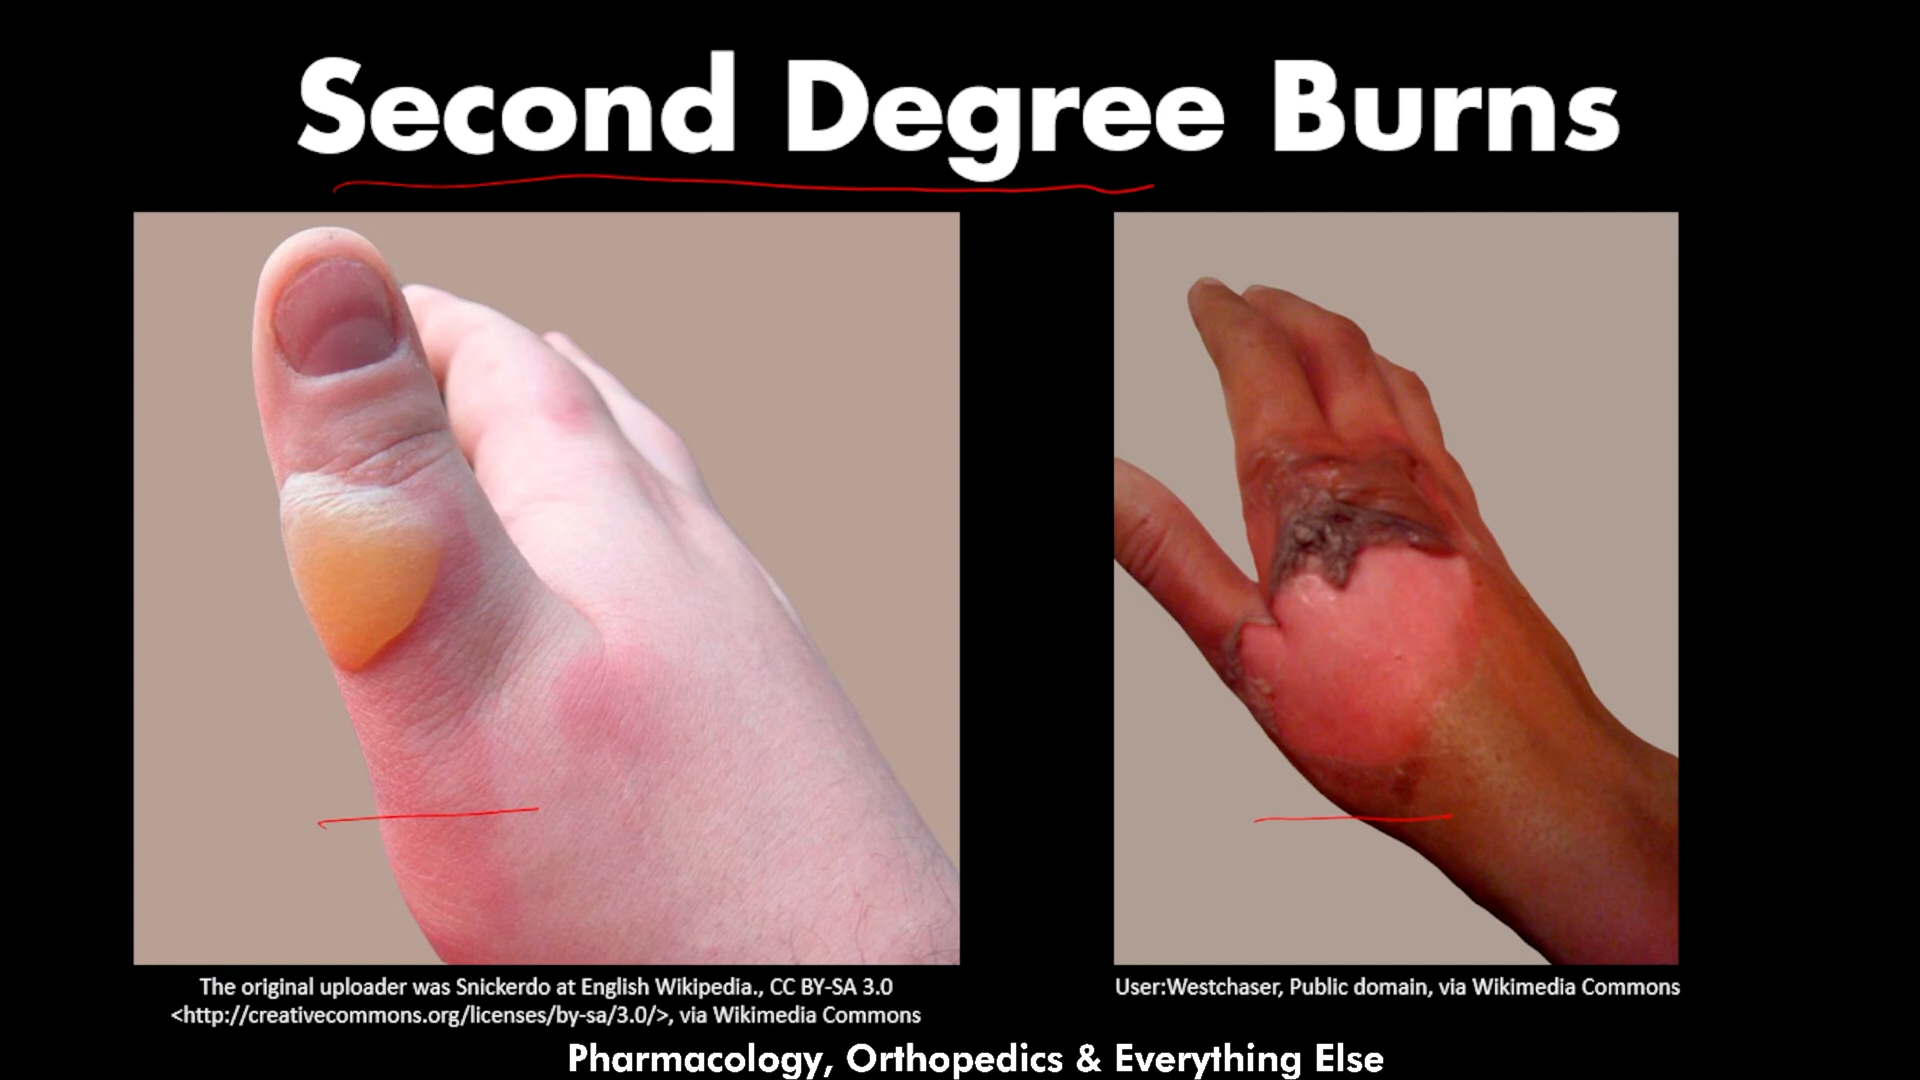 Second Degree Burns
The original uploader was Snickerdo at English Wikipedia., CC BY-SA 3.0
<http://creativecommons.org/licenses/by-sa/3.0/>, via Wikimedia Commons
User:Westchaser, Public domain, via Wikimedia Commons
Pharmacology, Orthopedics & Everything Else